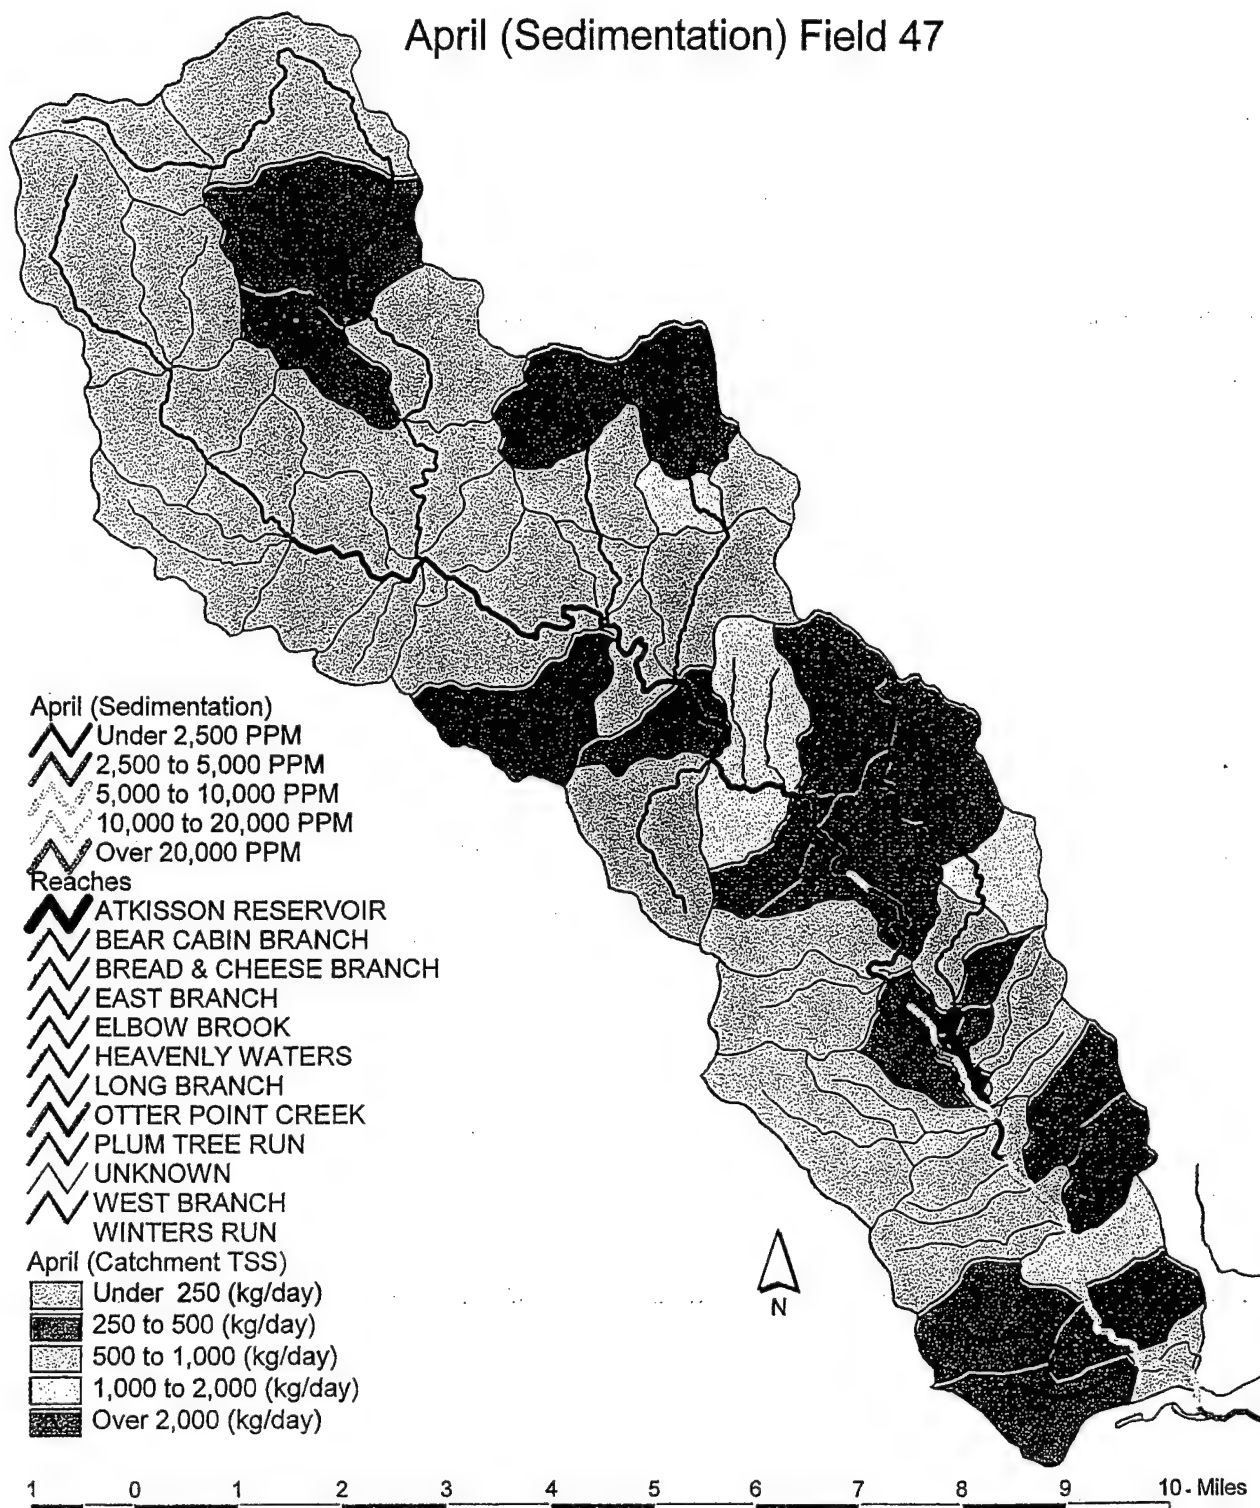 April (Sedimentation) Field 47
April (Sedimentation)
Under 2,500 PPM
2,500 to 5,000 PPM
5,000 to 10,000 PPM
10,000 to 20,000 PPM
Over 20,000 PPM
Reaches
ATKISSON RESERVOIR
BEAR CABIN BRANCH
BREAD & CHEESE BRANCH
EAST BRANCH
ELBOW BROOK
HEAVENLY WATERS
LONG BRANCH
OTTER POINT CREEK
PLUM TREE RUN
UNKNOWN
WEST BRANCH
WINTERS RUN
April (Catchment TSS)
Under 250 (kg/day)
250 to 500 (kg/day)
500 to 1,000 (kg/day)
1,000 to 2,000 (kg/day)
Over 2,000 (kg/day)
N
1 0 1 2 3 4 5 6 7 8 9 10 Miles